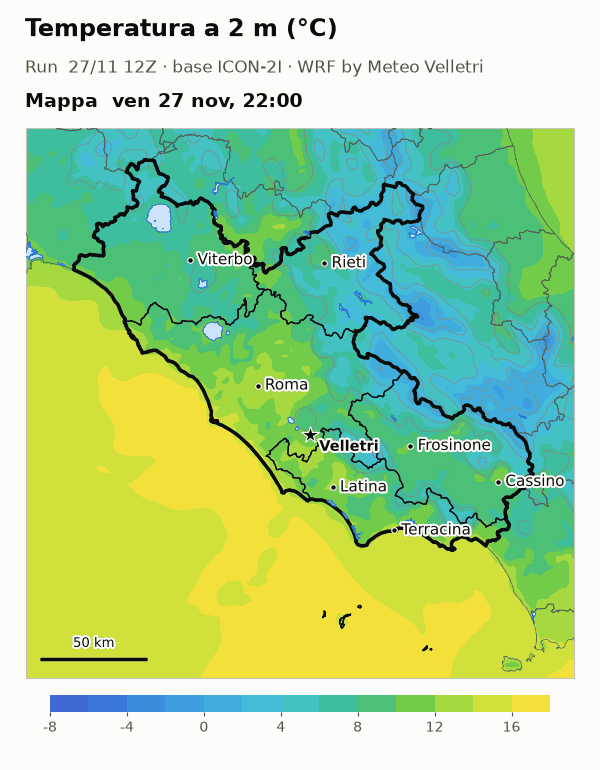 Temperatura a 2 m (°C)
Run  27/11 12Z · base ICON-2I · WRF by Meteo Velletri
Mappa  ven 27 nov, 22:00
Viterbo
Rieti
Roma
Velletri
Frosinone
Latina
Cassino
Terracina
50 km
-8 -4 0 4 8 12 16